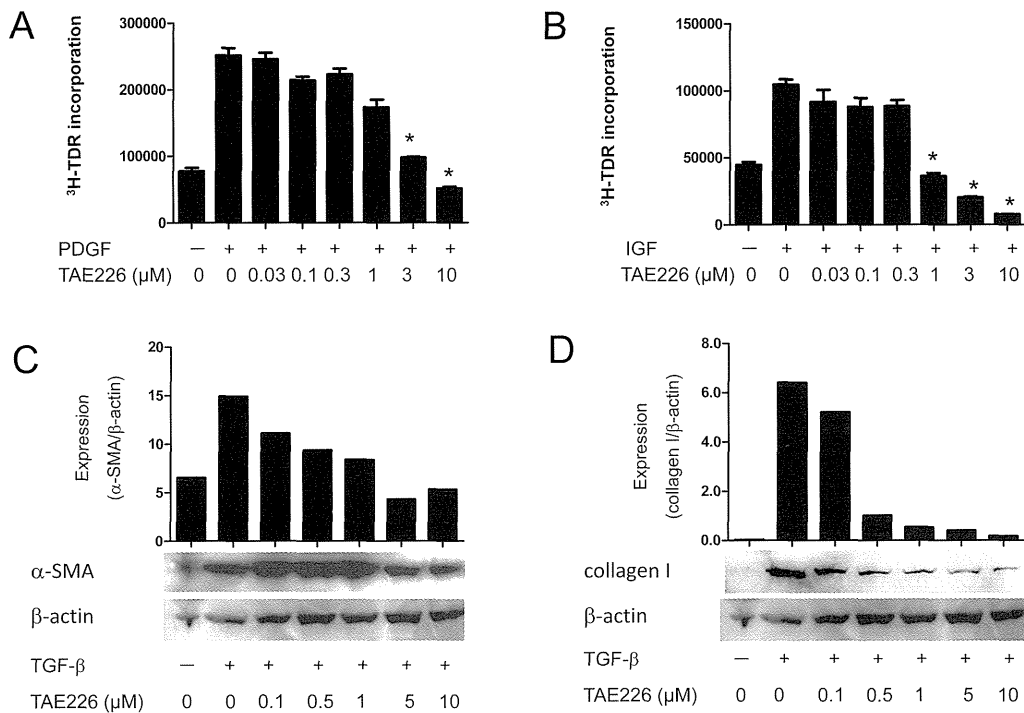 A
³H-TDR incorporation
300000
200000
100000
0
PDGF — + + + + + + +
TAE226 (µM) 0 0 0.03 0.1 0.3 1 3 10
* *
B
³H-TDR incorporation
150000
100000
50000
0
IGF — + + + + + + +
TAE226 (µM) 0 0 0.03 0.1 0.3 1 3 10
* * *
C
Expression
(α-SMA/β-actin)
20
15
10
5
0
α-SMA
β-actin
TGF-β — + + + + + +
TAE226 (µM) 0 0 0.1 0.5 1 5 10
D
Expression
(collagen I/β-actin)
8.0
6.0
4.0
2.0
0.0
collagen I
β-actin
TGF-β — + + + + + +
TAE226 (µM) 0 0 0.1 0.5 1 5 10